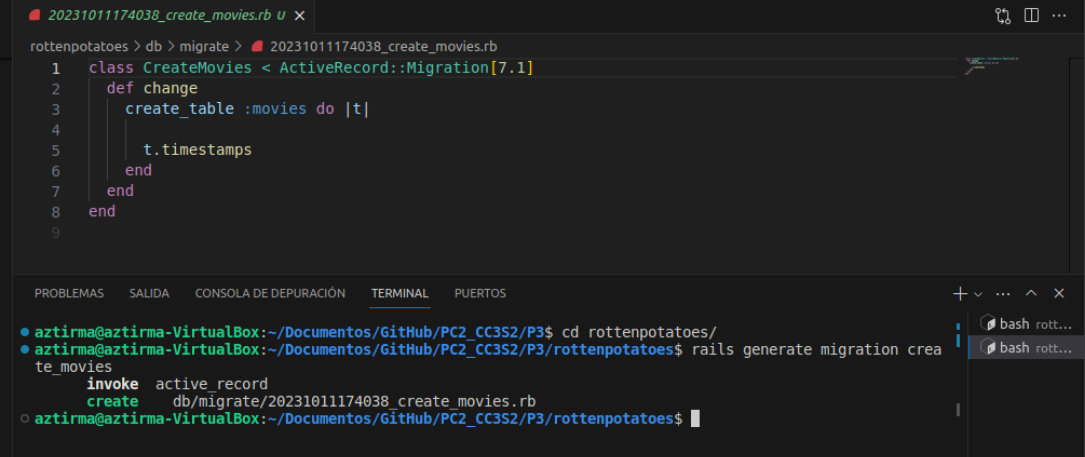 20231011174038_create_movies.rb U
rottenpotatoes > db > migrate > 20231011174038_create_movies.rb
1 class CreateMovies < ActiveRecord::Migration[7.1]
2   def change
3     create_table :movies do |t|
4
5       t.timestamps
6     end
7   end
8 end
9
PROBLEMAS SALIDA CONSOLA DE DEPURACIÓN TERMINAL PUERTOS
aztirma@aztirma-VirtualBox:~/Documentos/GitHub/PC2_CC3S2/P3$ cd rottenpotatoes/
aztirma@aztirma-VirtualBox:~/Documentos/GitHub/PC2_CC3S2/P3/rottenpotatoes$ rails generate migration crea
te_movies
      invoke  active_record
      create    db/migrate/20231011174038_create_movies.rb
aztirma@aztirma-VirtualBox:~/Documentos/GitHub/PC2_CC3S2/P3/rottenpotatoes$
bash rott...
bash rott...